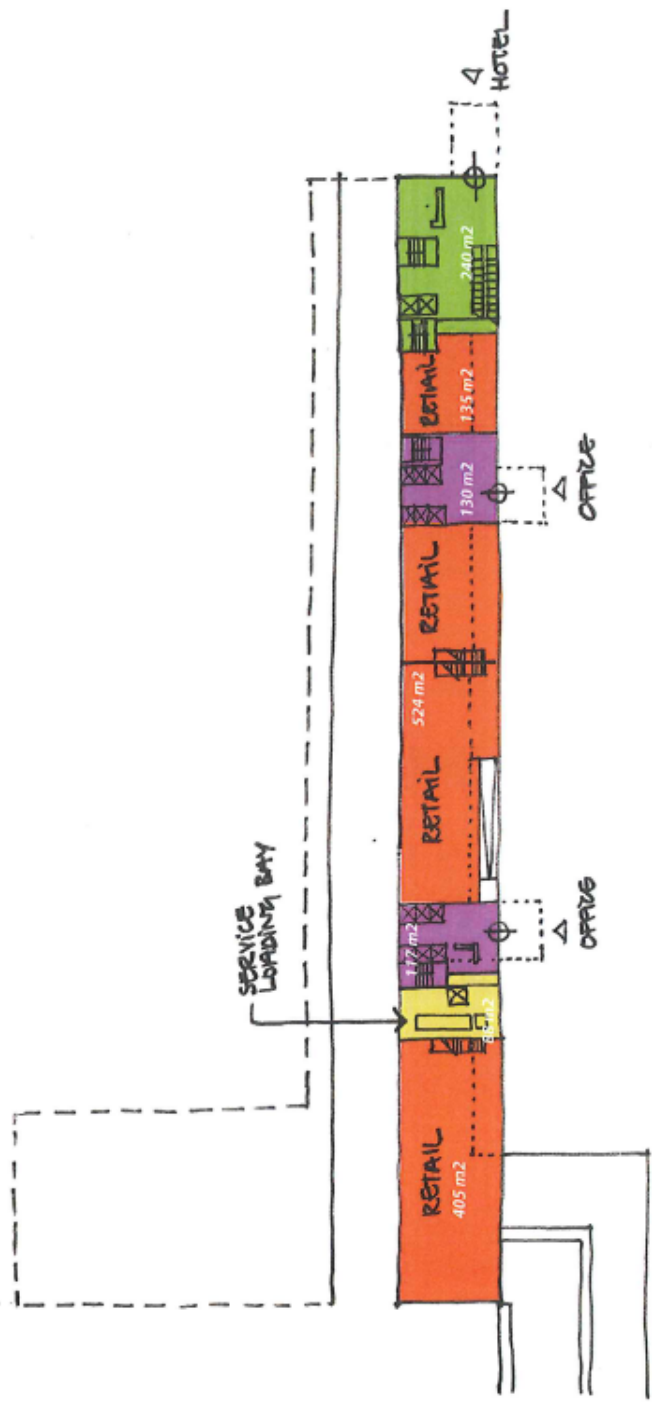 HOTEL
240 m2
RETAIL
135 m2
130 m2
OFFICE
RETAIL
524 m2
RETAIL
SERVICE
LOADING BAY
OFFICE
112 m2
RETAIL
405 m2